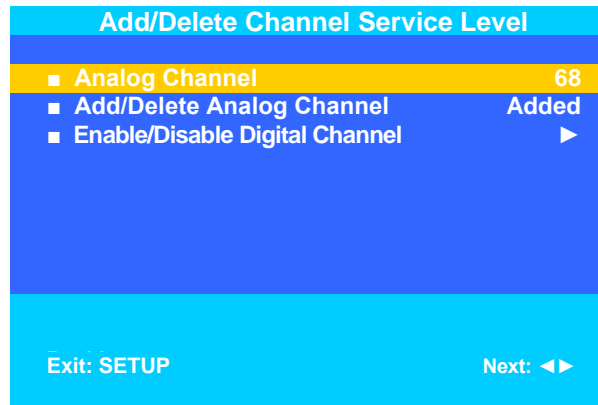 Add/Delete Channel Service Level
■ Analog Channel 68
■ Add/Delete Analog Channel Added
■ Enable/Disable Digital Channel ►
Exit: SETUP Next: ◄►